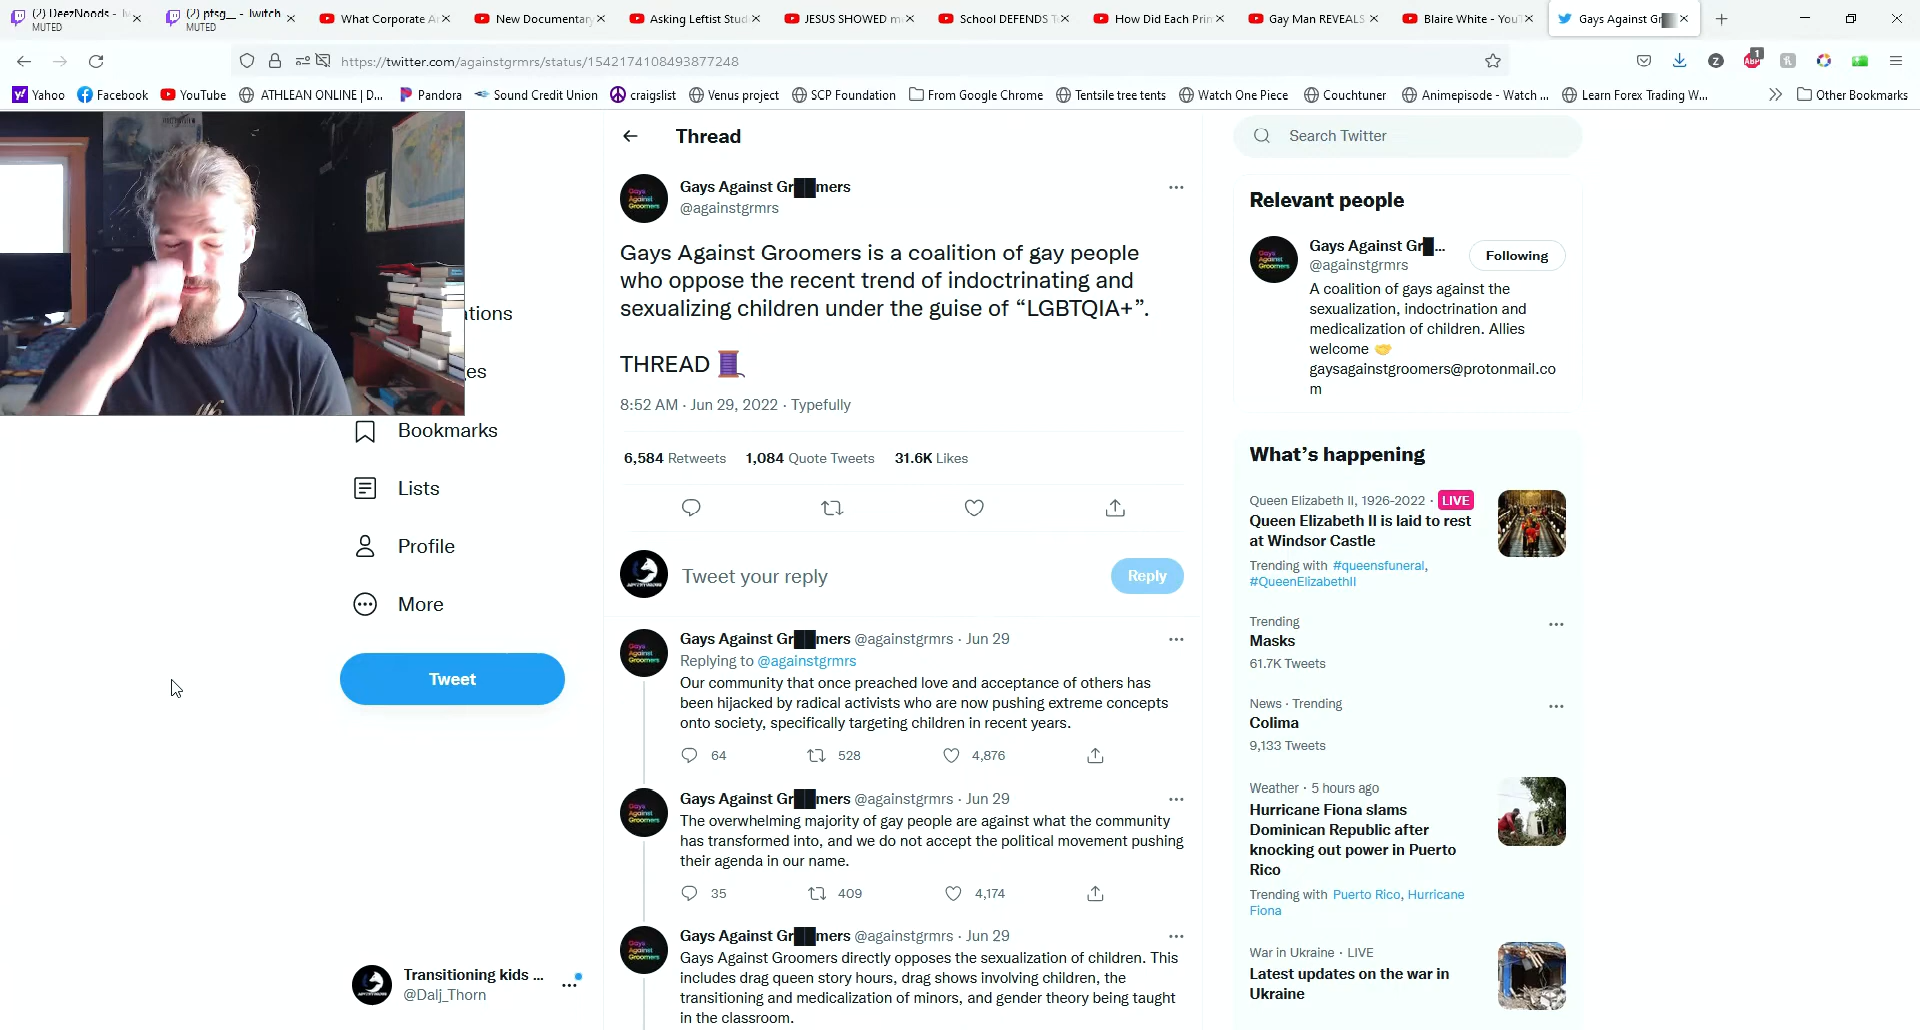 (2) DeezNoods - Tw
MUTED
(2) ptsg__ - Twitch
MUTED
What Corporate A
New Documentary
Asking Leftist Stud
JESUS SHOWED m
School DEFENDS T
How Did Each Prin
Gay Man REVEALS
Blaire White - YouT
Gays Against Gr██
https://twitter.com/againstgrmrs/status/1542174108493877248
1
ABP
Z
Yahoo
Facebook
YouTube
ATHLEAN ONLINE | D...
Pandora
Sound Credit Union
craigslist
Venus project
SCP Foundation
From Google Chrome
Tentsile tree tents
Watch One Piece
Couchtuner
Animepisode - Watch ...
Learn Forex Trading W...
Other Bookmarks
Thread
Gays Against Gr██mers
@againstgrmrs
Gays Against Groomers is a coalition of gay people
who oppose the recent trend of indoctrinating and
sexualizing children under the guise of “LGBTQIA+”.
THREAD 🧵
8:52 AM · Jun 29, 2022 · Typefully
6,584 Retweets 1,084 Quote Tweets 31.6K Likes
Tweet your reply
Reply
Gays Against Gr██mers @againstgrmrs · Jun 29
Replying to @againstgrmrs
Our community that once preached love and acceptance of others has
been hijacked by radical activists who are now pushing extreme concepts
onto society, specifically targeting children in recent years.
64 528 4,876
Gays Against Gr██mers @againstgrmrs · Jun 29
The overwhelming majority of gay people are against what the community
has transformed into, and we do not accept the political movement pushing
their agenda in our name.
35 409 4,174
Gays Against Gr██mers @againstgrmrs · Jun 29
Gays Against Groomers directly opposes the sexualization of children. This
includes drag queen story hours, drag shows involving children, the
transitioning and medicalization of minors, and gender theory being taught
in the classroom.
tions
es
Bookmarks
Lists
Profile
More
Tweet
Transitioning kids ...
@Dalj_Thorn
Search Twitter
Relevant people
Gays Against Gr█...
@againstgrmrs
Following
A coalition of gays against the
sexualization, indoctrination and
medicalization of children. Allies
welcome 🤝
gaysagainstgroomers@protonmail.co
m
What’s happening
Queen Elizabeth II, 1926-2022 · LIVE
Queen Elizabeth II is laid to rest
at Windsor Castle
Trending with #queensfuneral,
#QueenElizabethII
Trending
Masks
61.7K Tweets
News · Trending
Colima
9,133 Tweets
Weather · 5 hours ago
Hurricane Fiona slams
Dominican Republic after
knocking out power in Puerto
Rico
Trending with Puerto Rico, Hurricane
Fiona
War in Ukraine · LIVE
Latest updates on the war in
Ukraine